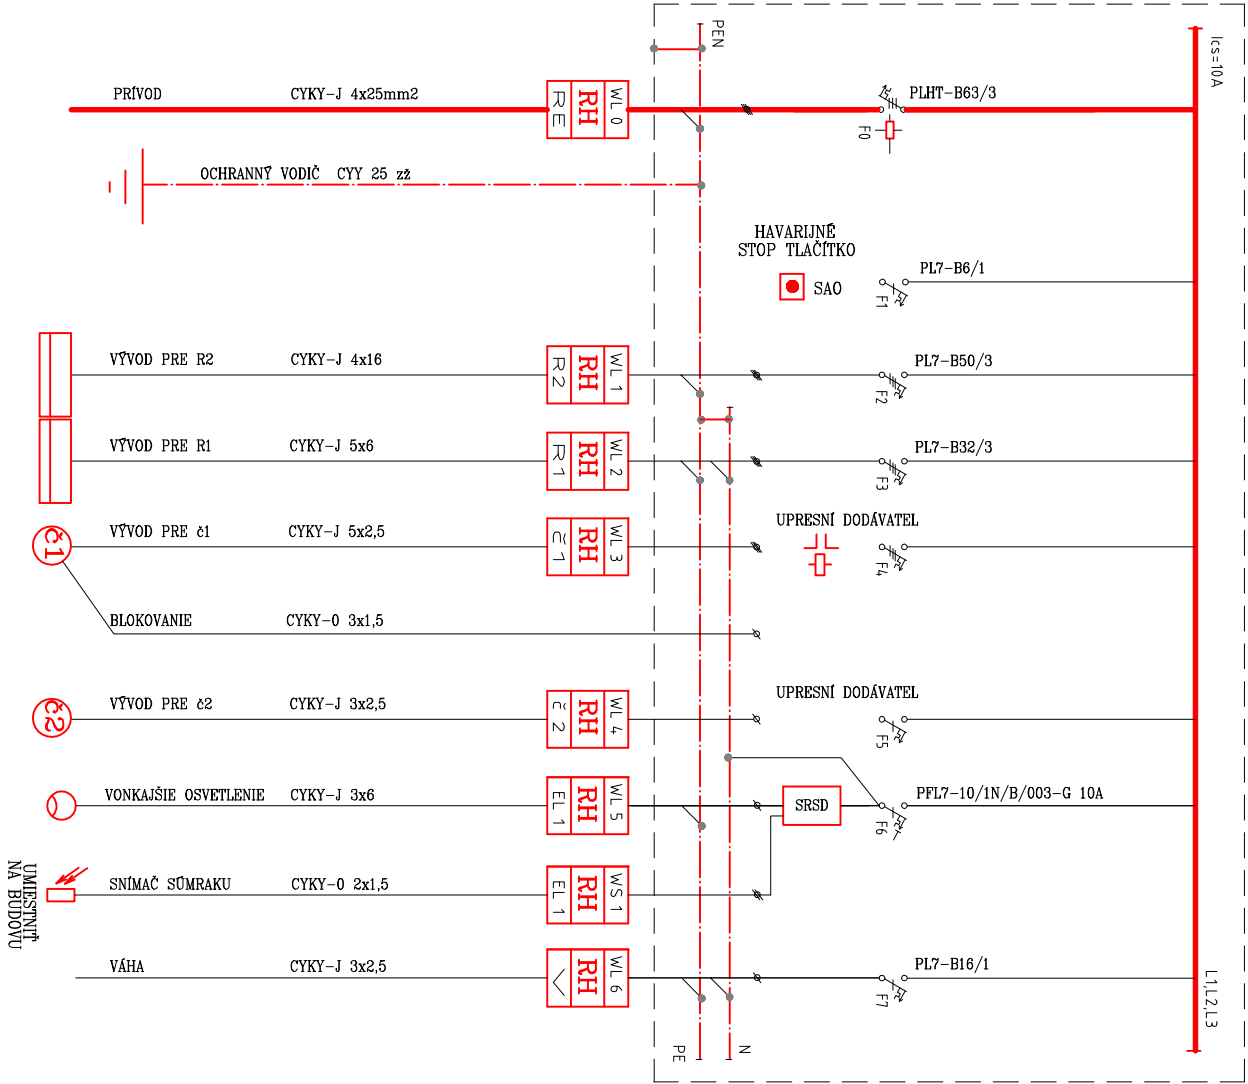 PEN
Ics=10A
PRÍVOD
CYKY-J 4x25mm2
WL 0
RH
RE
PLHT-B63/3
F0
OCHRANNÝ VODIČ CYY 25 zž
HAVARIJNÉ
STOP TLAČÍTKO
SA0
PL7-B6/1
F1
VÝVOD PRE R2
CYKY-J 4x16
WL 1
RH
R2
PL7-B50/3
F2
VÝVOD PRE R1
CYKY-J 5x6
WL 2
RH
R1
PL7-B32/3
F3
č1
VÝVOD PRE č1
CYKY-J 5x2,5
WL 3
RH
č1
UPRESNÍ DODÁVATEL
F4
BLOKOVANIE
CYKY-O 3x1,5
č2
VÝVOD PRE č2
CYKY-J 3x2,5
WL 4
RH
č2
UPRESNÍ DODÁVATEL
F5
VONKAJŠIE OSVETLENIE
CYKY-J 3x6
WL 5
RH
EL 1
SRSD
PFL7-10/1N/B/003-G 10A
F6
UMIESTNIŤ
NA BUDOVU
SNÍMAČ SÚMRAKU
CYKY-O 2x1,5
WS 1
RH
EL 1
VÁHA
CYKY-J 3x2,5
WL 6
RH
V
PL7-B16/1
F7
L1,L2,L3
PE
N